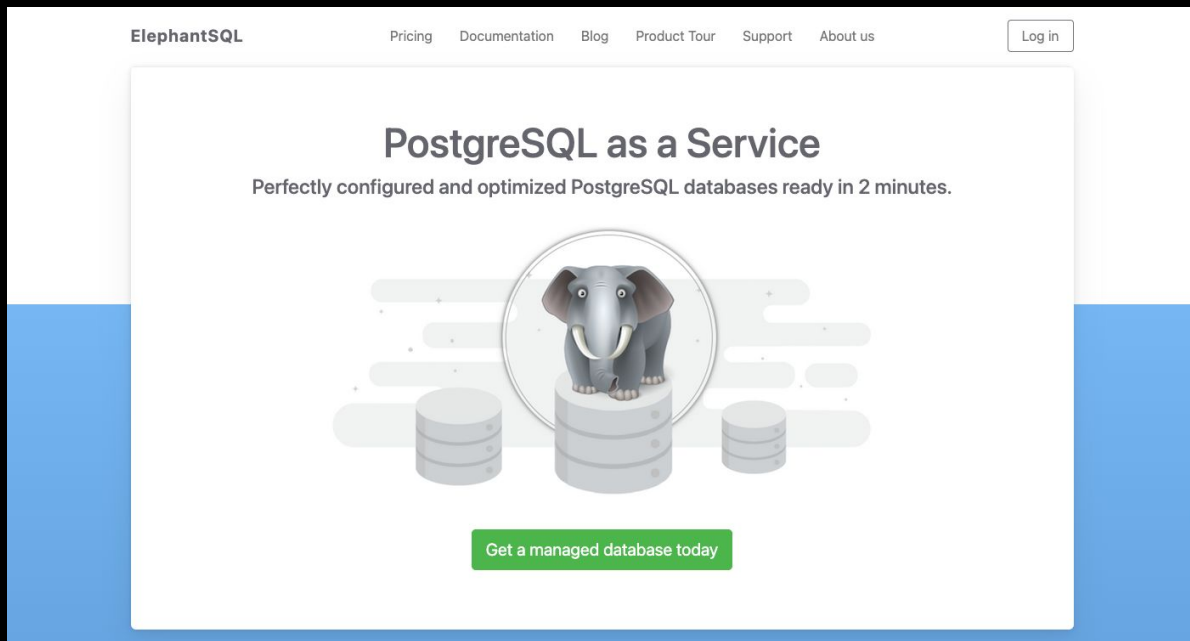 ElephantSQL
Pricing Documentation Blog Product Tour Support About us
Log in
PostgreSQL as a Service
Perfectly configured and optimized PostgreSQL databases ready in 2 minutes.
Get a managed database today